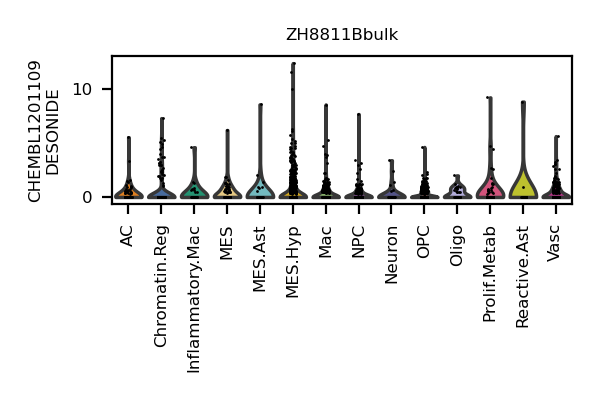 ZH8811Bbulk
CHEMBL1201109
DESONIDE
10
0
AC
Chromatin.Reg
Inflammatory.Mac
MES
MES.Ast
MES.Hyp
Mac
NPC
Neuron
OPC
Oligo
Prolif.Metab
Reactive.Ast
Vasc